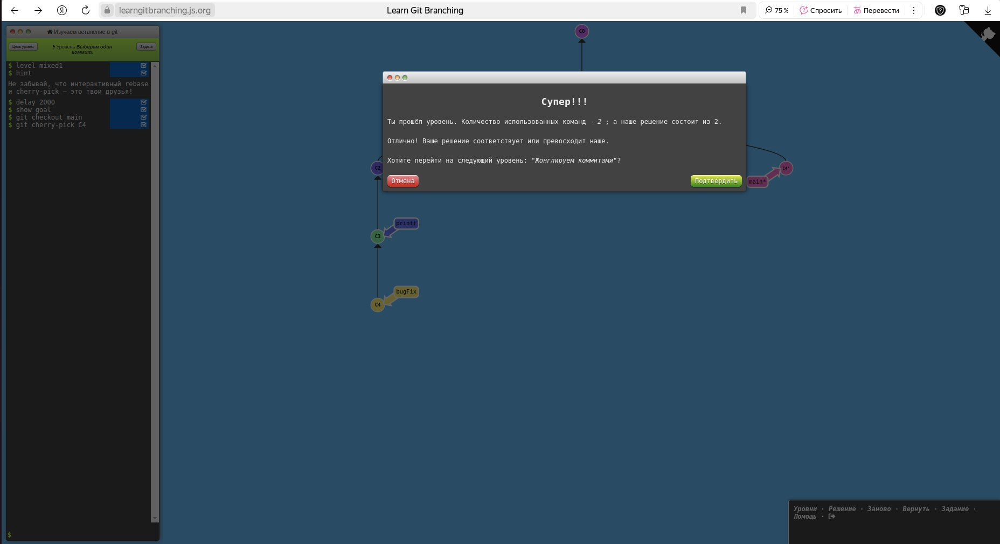 Я
learngitbranching.js.org
Learn Git Branching
75 %
Спросить
Перевести
Изучаем ветвление в git
Цель уровня
Уровень Выберем один
коммит.
Задача
$ level mixed1
$ hint
Не забывай, что интерактивный rebase
и cherry-pick – это твои друзья!
$ delay 2000
$ show goal
$ git checkout main
$ git cherry-pick C4
$
C0
Супер!!!
Ты прошёл уровень. Количество использованных команд - 2 ; а наше решение состоит из 2.
Отлично! Ваше решение соответствует или превосходит наше.
Хотите перейти на следующий уровень: "Жонглируем коммитами"?
Отмена
Подтвердить
C2
C4'
main*
printf
C3
bugFix
C4
Уровни · Решение · Заново · Вернуть · Задание ·
Помощь ·